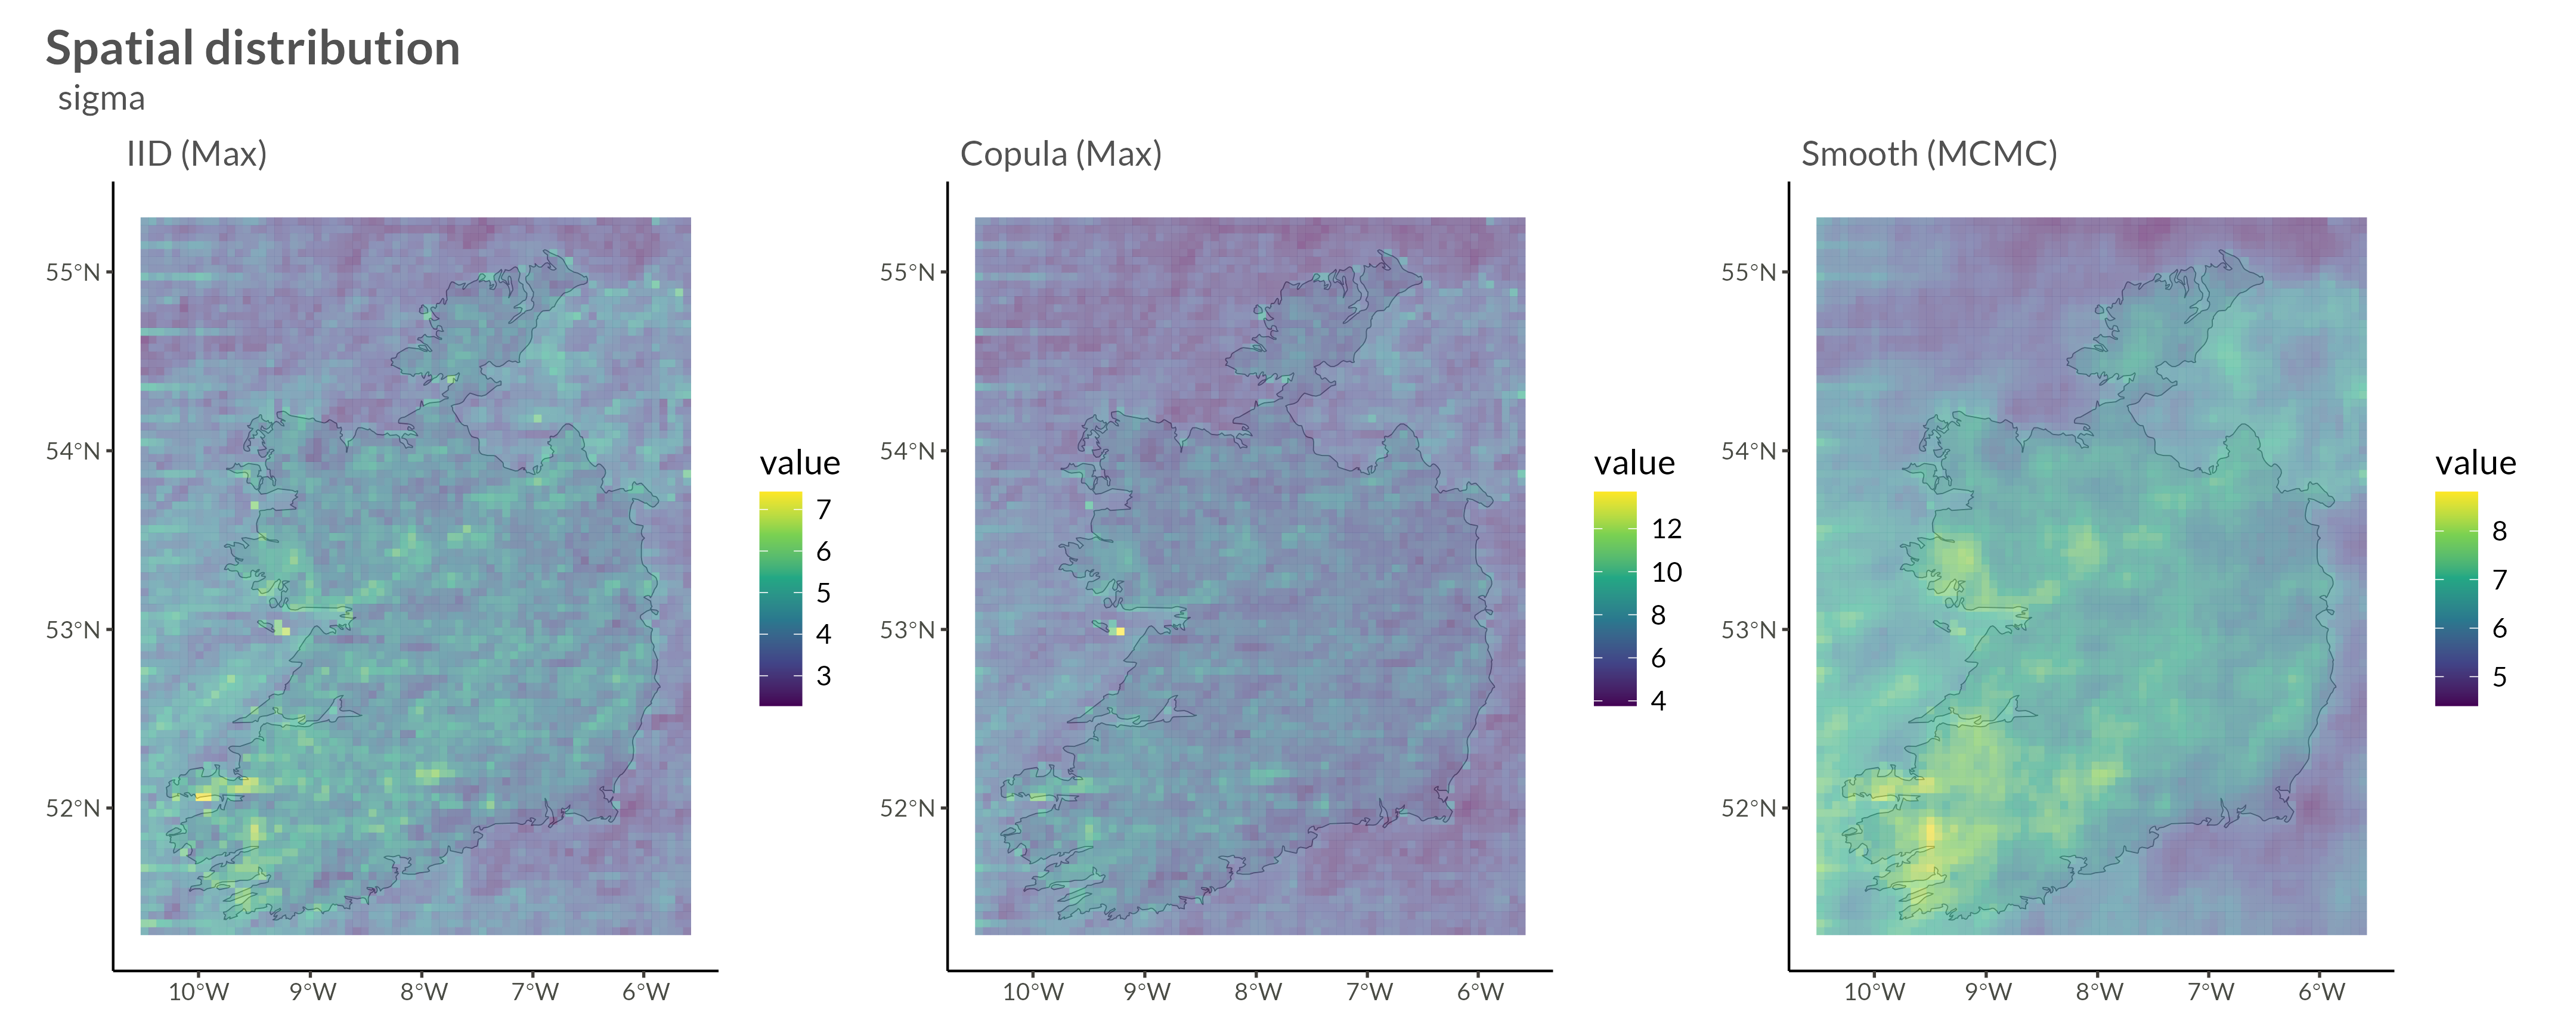 Spatial distribution
sigma
IID (Max)
55°N
54°N
53°N
52°N
10°W 9°W 8°W 7°W 6°W
value
7
6
5
4
3
Copula (Max)
55°N
54°N
53°N
52°N
10°W 9°W 8°W 7°W 6°W
value
12
10
8
6
4
Smooth (MCMC)
55°N
54°N
53°N
52°N
10°W 9°W 8°W 7°W 6°W
value
8
7
6
5